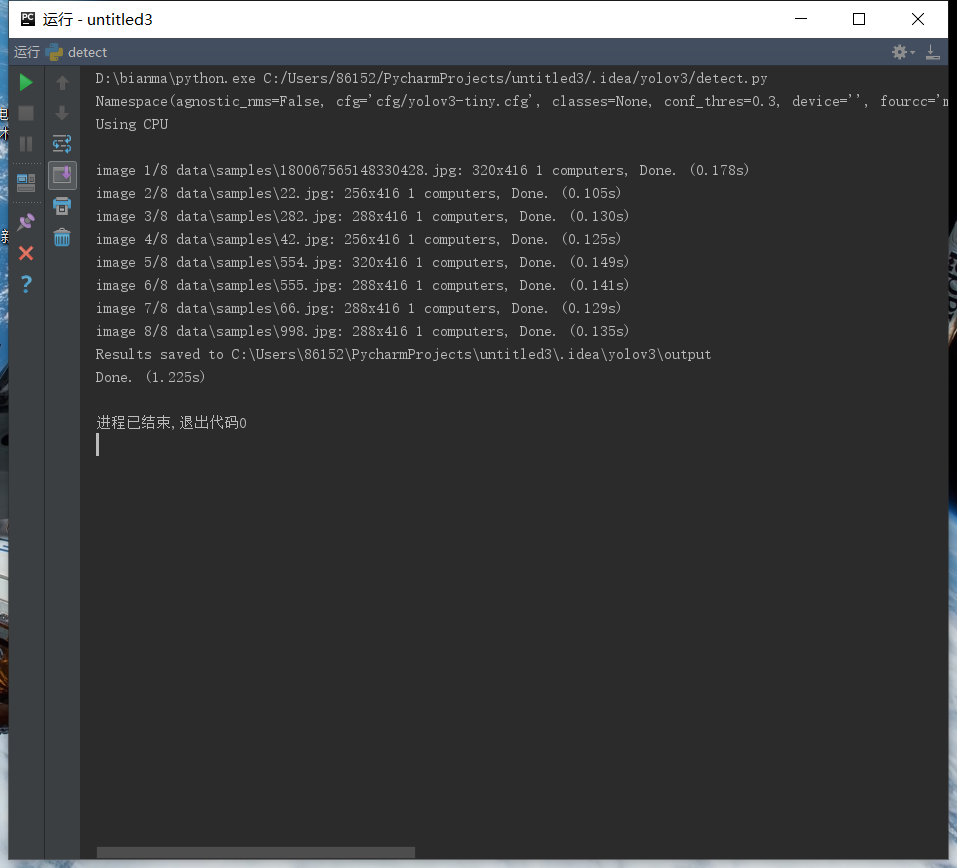 PC 运行 - untitled3
运行 detect
D:\bianma\python.exe C:/Users/86152/PycharmProjects/untitled3/.idea/yolov3/detect.py
Namespace(agnostic_nms=False, cfg='cfg/yolov3-tiny.cfg', classes=None, conf_thres=0.3, device='', fourcc='m
Using CPU
image 1/8 data\samples\180067565148330428.jpg: 320x416 1 computers, Done. (0.178s)
image 2/8 data\samples\22.jpg: 256x416 1 computers, Done. (0.105s)
image 3/8 data\samples\282.jpg: 288x416 1 computers, Done. (0.130s)
image 4/8 data\samples\42.jpg: 256x416 1 computers, Done. (0.125s)
image 5/8 data\samples\554.jpg: 320x416 1 computers, Done. (0.149s)
image 6/8 data\samples\555.jpg: 288x416 1 computers, Done. (0.141s)
image 7/8 data\samples\66.jpg: 288x416 1 computers, Done. (0.129s)
image 8/8 data\samples\998.jpg: 288x416 1 computers, Done. (0.135s)
Results saved to C:\Users\86152\PycharmProjects\untitled3\.idea\yolov3\output
Done. (1.225s)
进程已结束,退出代码0